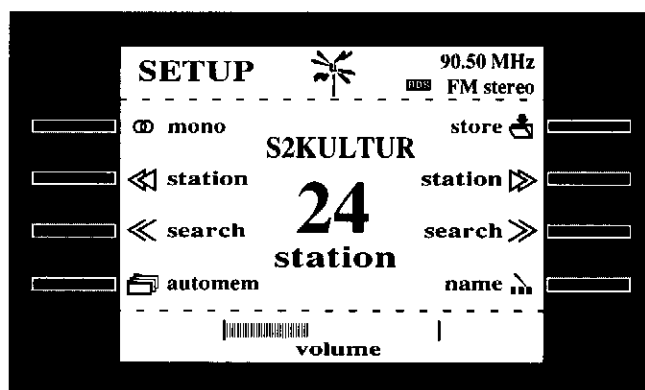 SETUP
90.50 MHz
RDS FM stereo
mono
store
S2KULTUR
station
station
24
search
search
station
automem
name
volume